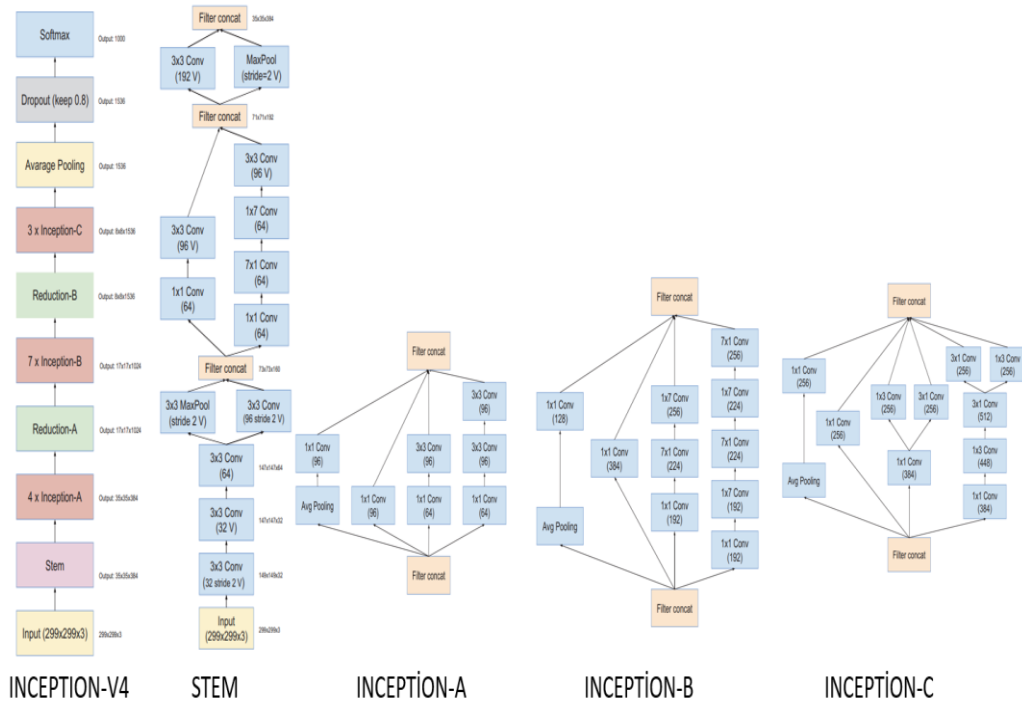 Softmax
Output: 1000
Dropout (keep 0.8)
Output: 1536
Avarage Pooling
Output: 1536
3 x Inception-C
Output: 8x8x1536
Reduction-B
Output: 8x8x1536
7 x Inception-B
Output: 17x17x1024
Reduction-A
Output: 17x17x1024
4 x Inception-A
Output: 35x35x384
Stem
Output: 35x35x384
Input (299x299x3)
299x299x3
INCEPTION-V4
Filter concat
35x35x384
3x3 Conv
(192 V)
MaxPool
(stride=2 V)
Filter concat
71x71x192
3x3 Conv
(96 V)
1x7 Conv
(64)
3x3 Conv
(96 V)
7x1 Conv
(64)
1x1 Conv
(64)
1x1 Conv
(64)
Filter concat
73x73x160
3x3 MaxPool
(stride 2 V)
3x3 Conv
(96 stride 2 V)
3x3 Conv
(64)
147x147x64
3x3 Conv
(32 V)
147x147x32
3x3 Conv
(32 stride 2 V)
149x149x32
Input
(299x299x3)
299x299x3
STEM
Filter concat
3x3 Conv
(96)
1x1 Conv
(96)
3x3 Conv
(96)
3x3 Conv
(96)
Avg Pooling
1x1 Conv
(96)
1x1 Conv
(64)
1x1 Conv
(64)
Filter concat
INCEPTİON-A
Filter concat
7x1 Conv
(256)
1x1 Conv
(128)
1x7 Conv
(256)
1x7 Conv
(224)
1x1 Conv
(384)
7x1 Conv
(224)
7x1 Conv
(224)
Avg Pooling
1x1 Conv
(192)
1x7 Conv
(192)
1x1 Conv
(192)
Filter concat
INCEPTİON-B
Filter concat
1x1 Conv
(256)
3x1 Conv
(256)
1x3 Conv
(256)
1x3 Conv
(256)
3x1 Conv
(256)
3x1 Conv
(512)
1x1 Conv
(256)
1x3 Conv
(448)
Avg Pooling
1x1 Conv
(384)
1x1 Conv
(384)
Filter concat
INCEPTİON-C